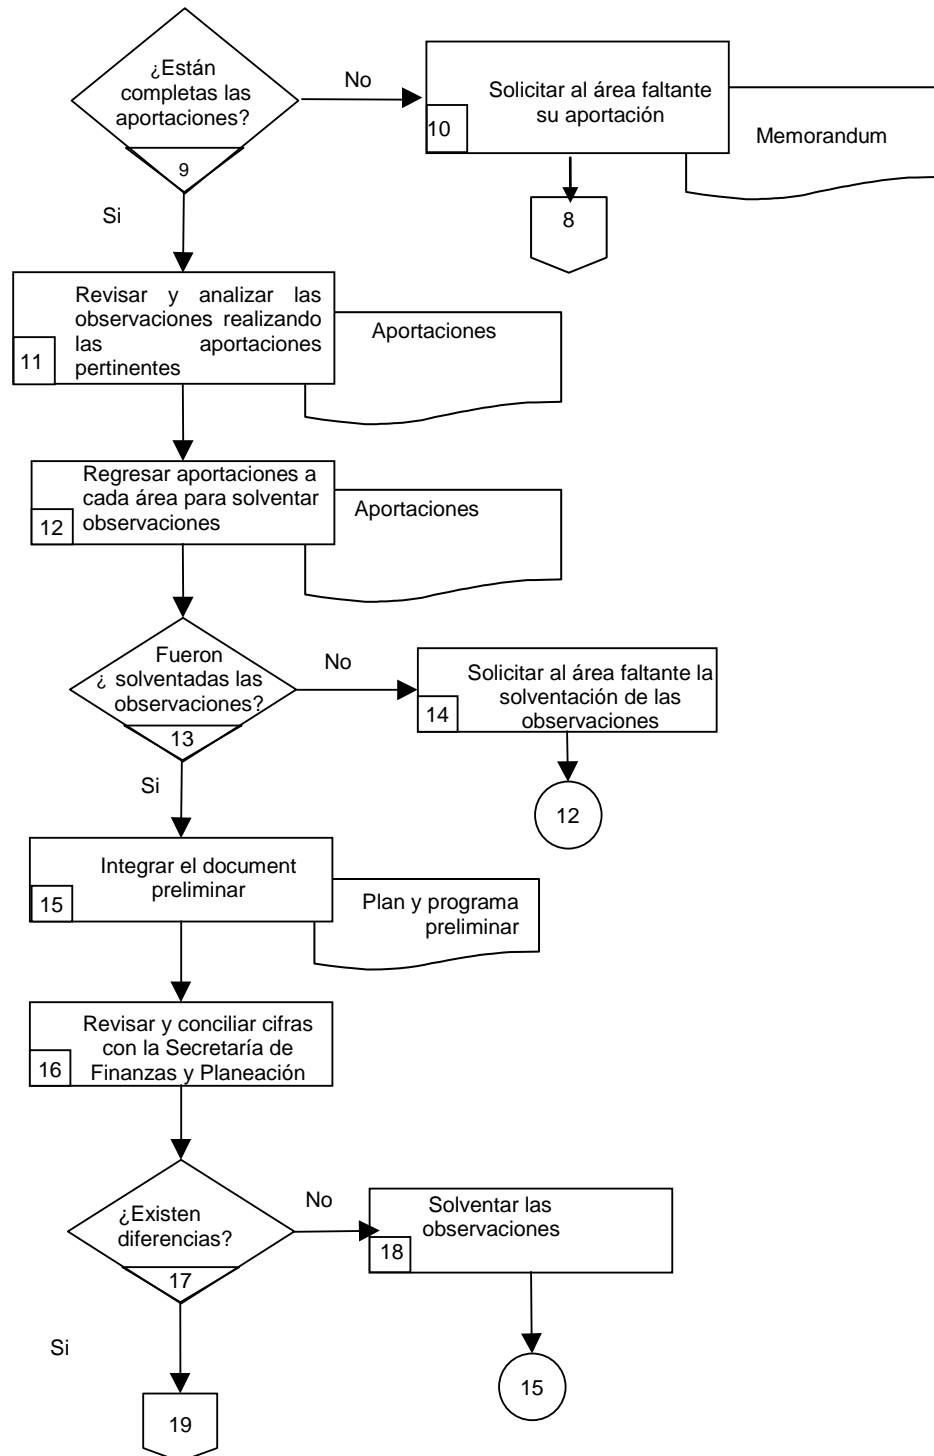 ¿Están
completas las
aportaciones?
9
No
Solicitar al área faltante
su aportación
10
Memorandum
8
Si
Revisar y analizar las
observaciones realizando
las aportaciones
pertinentes
11
Aportaciones
Regresar aportaciones a
cada área para solventar
observaciones
12
Aportaciones
Fueron
¿ solventadas las
observaciones?
13
No
Solicitar al área faltante la
solventación de las
observaciones
14
12
Si
Integrar el document
preliminar
15
Plan y programa
preliminar
Revisar y conciliar cifras
con la Secretaría de
Finanzas y Planeación
16
¿Existen
diferencias?
17
No
Solventar las
observaciones
18
15
Si
19